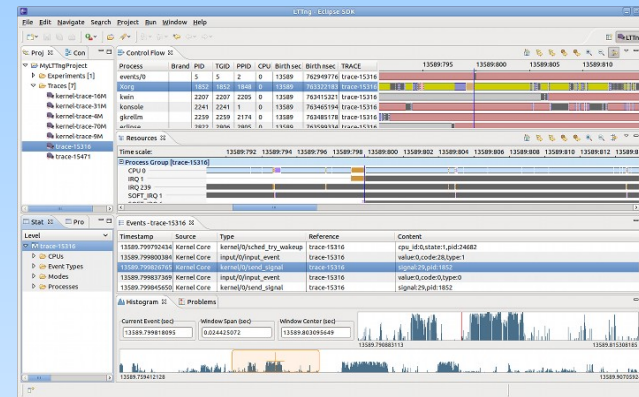 LTTng - Eclipse SDK
File Edit Navigate Search Project Run Window Help
LTTng
Proj
Con
MyLTTngProject
Experiments [1]
Traces [7]
kernel-trace-16M
kernel-trace-31M
kernel-trace-4M
kernel-trace-70M
kernel-trace-9M
trace-15316
trace-15471
Control Flow
Process Brand PID TGID PPID CPU Birth sec Birth nsec TRACE 13589:795 13589:800 13589:805 13589:810
events/0 5 5 2 0 13589 762949776 trace-15316
Xorg 1852 1852 1848 0 13589 763322183 trace-15316
kwin 2207 2207 2205 0 13589 763415321 trace-15316
konsole 2241 2241 1 0 13589 763465194 trace-15316
gkrellm 2259 2259 2174 0 13589 763485178 trace-15316
Resources
Time scale: 13589:792 13589:794 13589:796 13589:798 13589:800 13589:802 13589:804 13589:806 13589:808 13589:810 13589:812
Process Group [trace-15316]
CPU 0
IRQ 1
IRQ 239
SOFT_IRQ 1
Stat
Pro
Level
trace-15316
CPUs
Event Types
Modes
Processes
Events - trace-15316
Timestamp Source Type Reference Content
13589.799792434 Kernel Core kernel/0/sched_try_wakeup trace-15316 cpu_id:0,state:1,pid:24682
13589.799800384 Kernel Core input/0/input_event trace-15316 value:0,code:28,type:1
13589.799826765 Kernel Core kernel/0/send_signal trace-15316 signal:29,pid:1852
13589.799837369 Kernel Core input/0/input_event trace-15316 value:0,code:0,type:0
13589.799845650 Kernel Core kernel/0/send_signal trace-15316 signal:29,pid:1852
Histogram
Problems
Current Event (sec) Window Span (sec) Window Center (sec)
13589.799818095 0.024425072 13589.803095649
13589.790883113 13589.815308185
13589.759412128